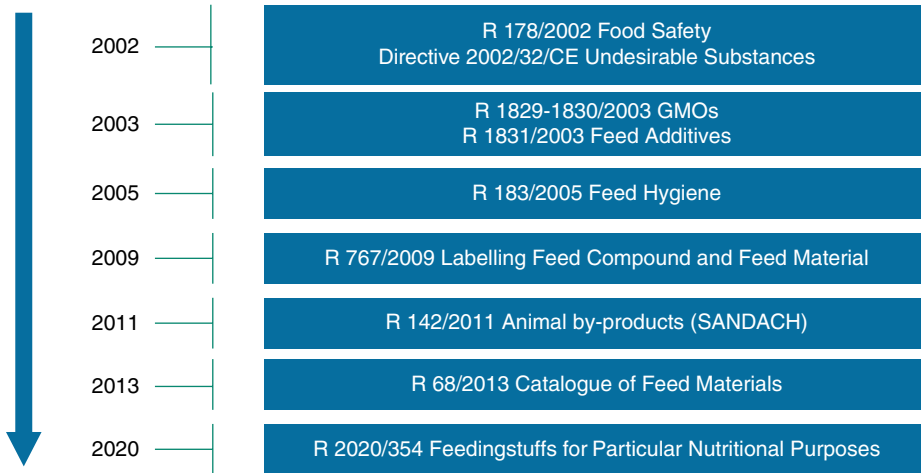 2002
R 178/2002 Food Safety
Directive 2002/32/CE Undesirable Substances
2003
R 1829-1830/2003 GMOs
R 1831/2003 Feed Additives
2005
R 183/2005 Feed Hygiene
2009
R 767/2009 Labelling Feed Compound and Feed Material
2011
R 142/2011 Animal by-products (SANDACH)
2013
R 68/2013 Catalogue of Feed Materials
2020
R 2020/354 Feedingstuffs for Particular Nutritional Purposes